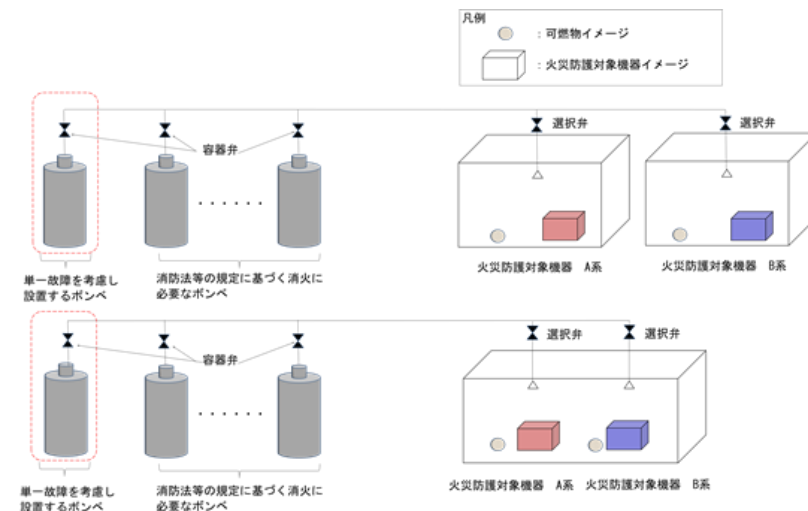 凡例
：可燃物イメージ
：火災防護対象機器イメージ
容器弁
選択弁
選択弁
単一故障を考慮し
設置するボンベ
消防法等の規定に基づく消火に
必要なボンベ
火災防護対象機器　A系
火災防護対象機器　B系
容器弁
選択弁
選択弁
単一故障を考慮し
設置するボンベ
消防法等の規定に基づく消火に
必要なボンベ
火災防護対象機器　A系
火災防護対象機器　B系